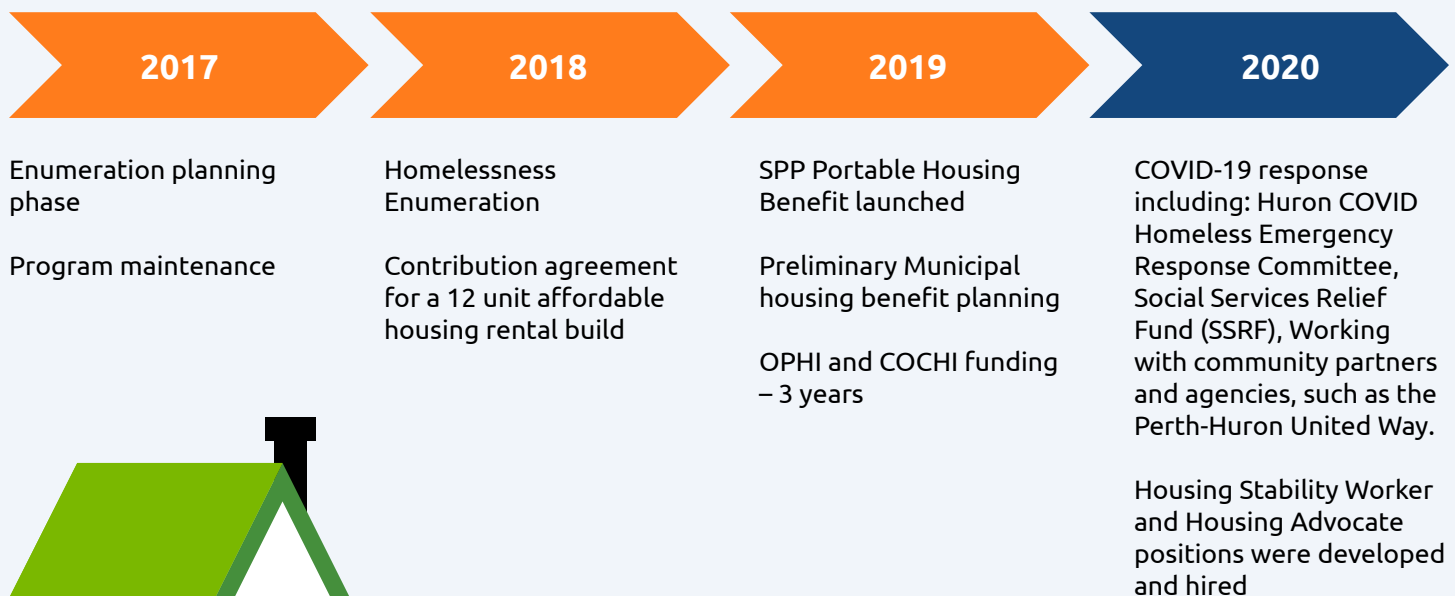 2017
Enumeration planning
phase
Program maintenance
2018
Homelessness
Enumeration
Contribution agreement
for a 12 unit affordable
housing rental build
2019
SPP Portable Housing
Benefit launched
Preliminary Municipal
housing benefit planning
OPHI and COCHI funding
– 3 years
2020
COVID-19 response
including: Huron COVID
Homeless Emergency
Response Committee,
Social Services Relief
Fund (SSRF), Working
with community partners
and agencies, such as the
Perth-Huron United Way.
Housing Stability Worker
and Housing Advocate
positions were developed
and hired